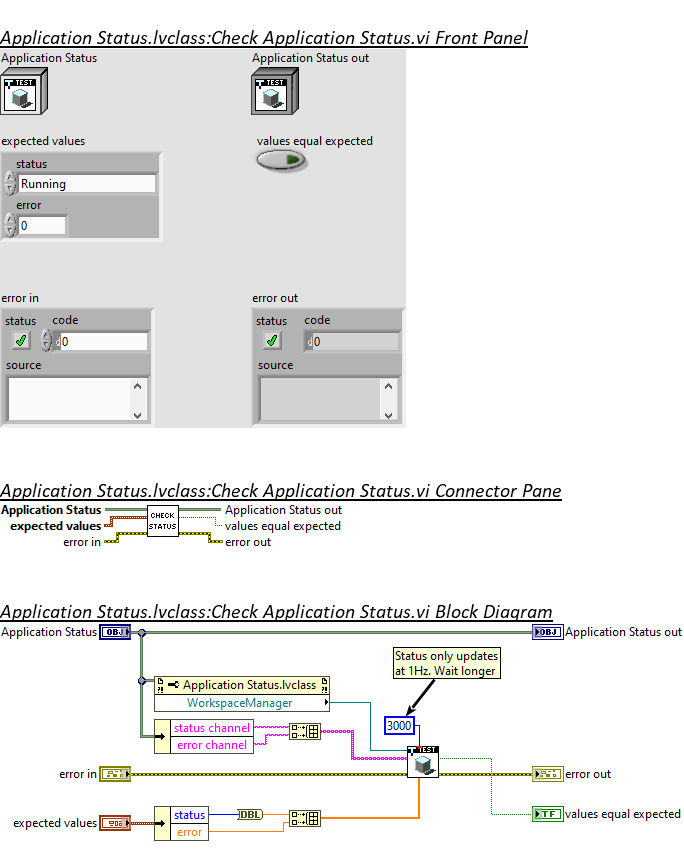 Application Status.lvclass:Check Application Status.vi Front Panel
Application Status
Application Status out
TEST
TEST
expected values
values equal expected
status
Running
error
0
error in
error out
status code
status code
0
0
source
source
Application Status.lvclass:Check Application Status.vi Connector Pane
Application Status
Application Status out
expected values
CHECK
STATUS
values equal expected
error in
error out
Application Status.lvclass:Check Application Status.vi Block Diagram
Application Status
OBJ
OBJ
Application Status out
Status only updates
at 1Hz. Wait longer
Application Status.lvclass
WorkspaceManager
status channel
error channel
3000
TEST
error in
error out
expected values
status
DBL
error
TF
values equal expected